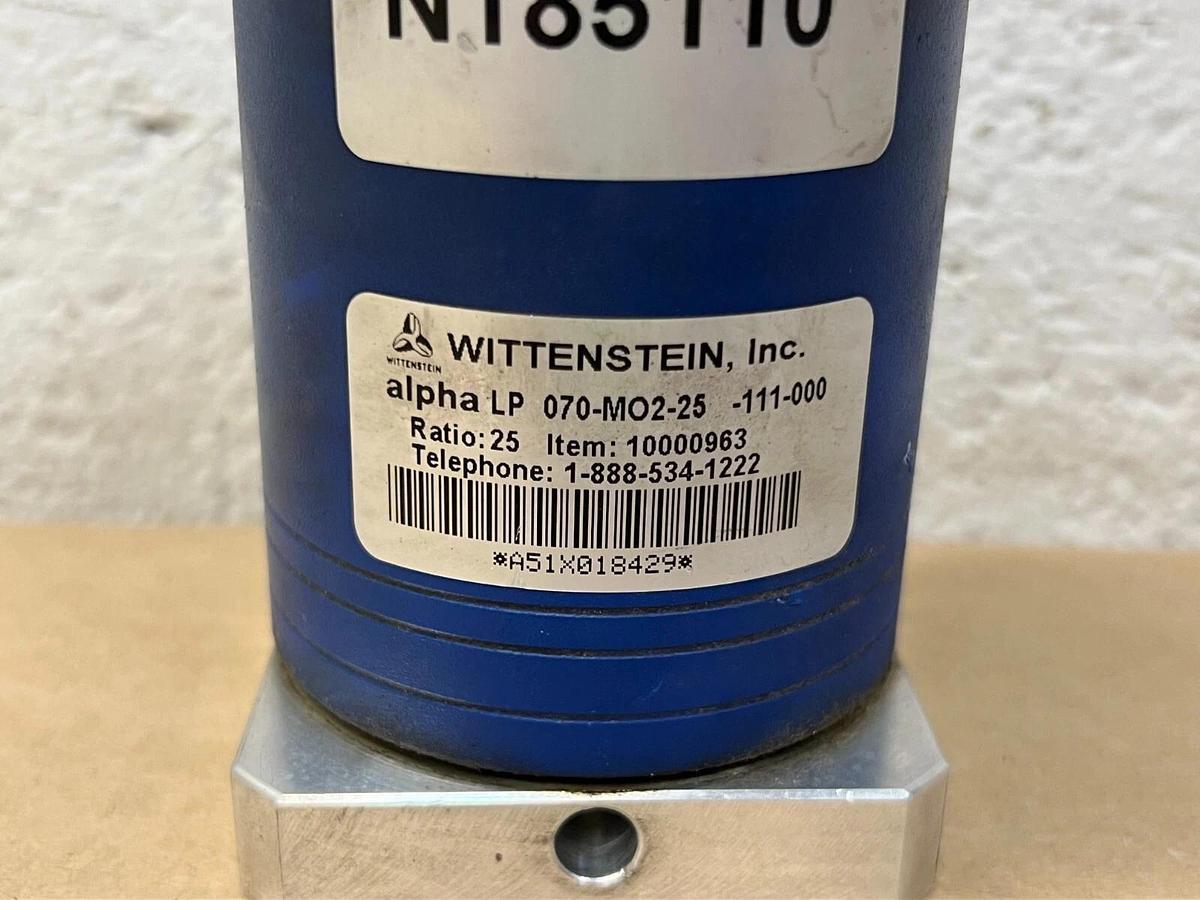 N185110
WITTENSTEIN
WITTENSTEIN, Inc.
alpha LP 070-MO2-25 -111-000
Ratio: 25 Item: 10000963
Telephone: 1-888-534-1222
*A51X018429*